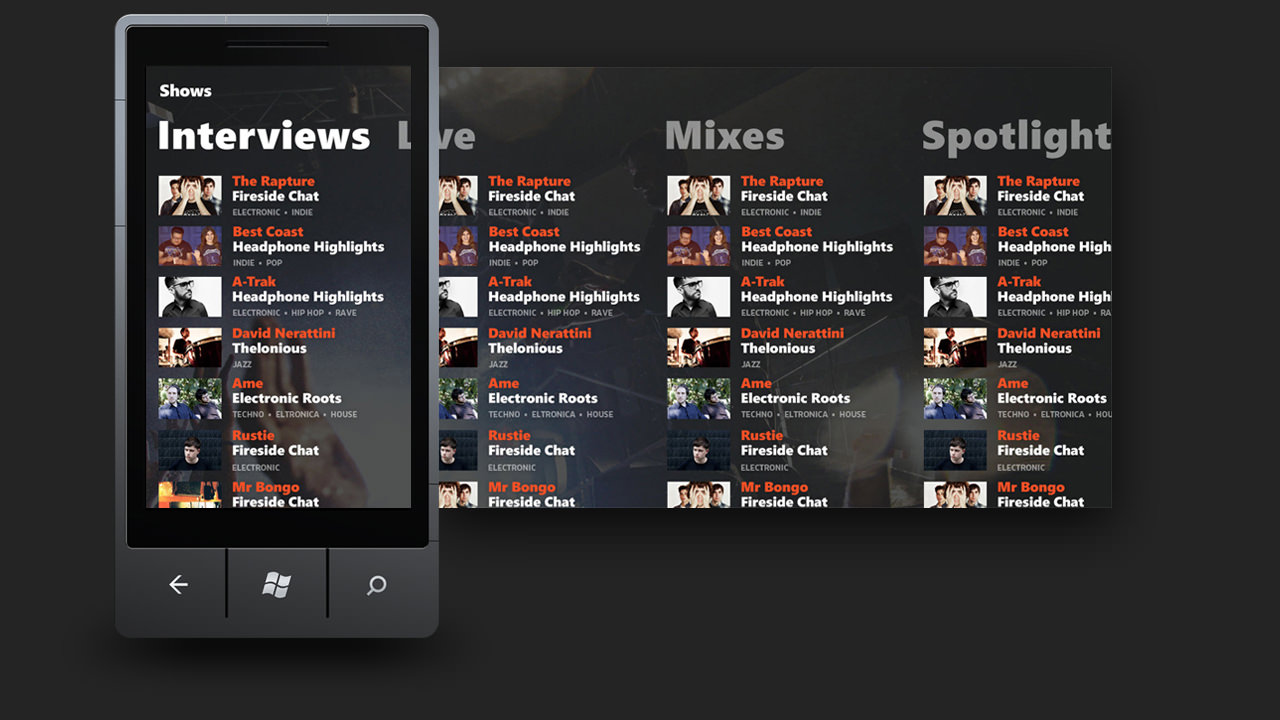 Shows
Interviews
The Rapture
Fireside Chat
ELECTRONIC • INDIE
Best Coast
Headphone Highlights
INDIE • POP
A-Trak
Headphone Highlights
ELECTRONIC • HIP HOP • RAVE
David Nerattini
Thelonious
JAZZ
Ame
Electronic Roots
TECHNO • ELTRONICA • HOUSE
Rustie
Fireside Chat
ELECTRONIC
Mr Bongo
Fireside Chat
Live
The Rapture
Fireside Chat
ELECTRONIC • INDIE
Best Coast
Headphone Highlights
INDIE • POP
A-Trak
Headphone Highlights
ELECTRONIC • HIP HOP • RAVE
David Nerattini
Thelonious
JAZZ
Ame
Electronic Roots
TECHNO • ELTRONICA • HOUSE
Rustie
Fireside Chat
ELECTRONIC
Mr Bongo
Fireside Chat
Mixes
The Rapture
Fireside Chat
ELECTRONIC • INDIE
Best Coast
Headphone Highlights
INDIE • POP
A-Trak
Headphone Highlights
ELECTRONIC • HIP HOP • RAVE
David Nerattini
Thelonious
JAZZ
Ame
Electronic Roots
TECHNO • ELTRONICA • HOUSE
Rustie
Fireside Chat
ELECTRONIC
Mr Bongo
Fireside Chat
Spotlight
The Rapture
Fireside Chat
ELECTRONIC • INDIE
Best Coast
Headphone High
INDIE • POP
A-Trak
Headphone High
ELECTRONIC • HIP HOP • RA
David Nerattini
Thelonious
JAZZ
Ame
Electronic Roots
TECHNO • ELTRONICA • HOU
Rustie
Fireside Chat
ELECTRONIC
Mr Bongo
Fireside Chat